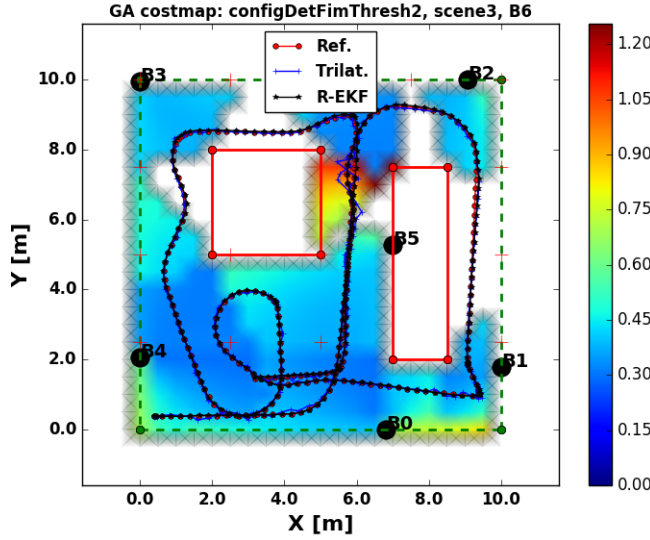 GA costmap: configDetFimThresh2, scene3, B6
Ref.
Trilat.
R-EKF
B3
B2
B5
B4
B1
B0
10.0
8.0
6.0
4.0
2.0
0.0
Y [m]
0.0 2.0 4.0 6.0 8.0 10.0
X [m]
1.20
1.05
0.90
0.75
0.60
0.45
0.30
0.15
0.00